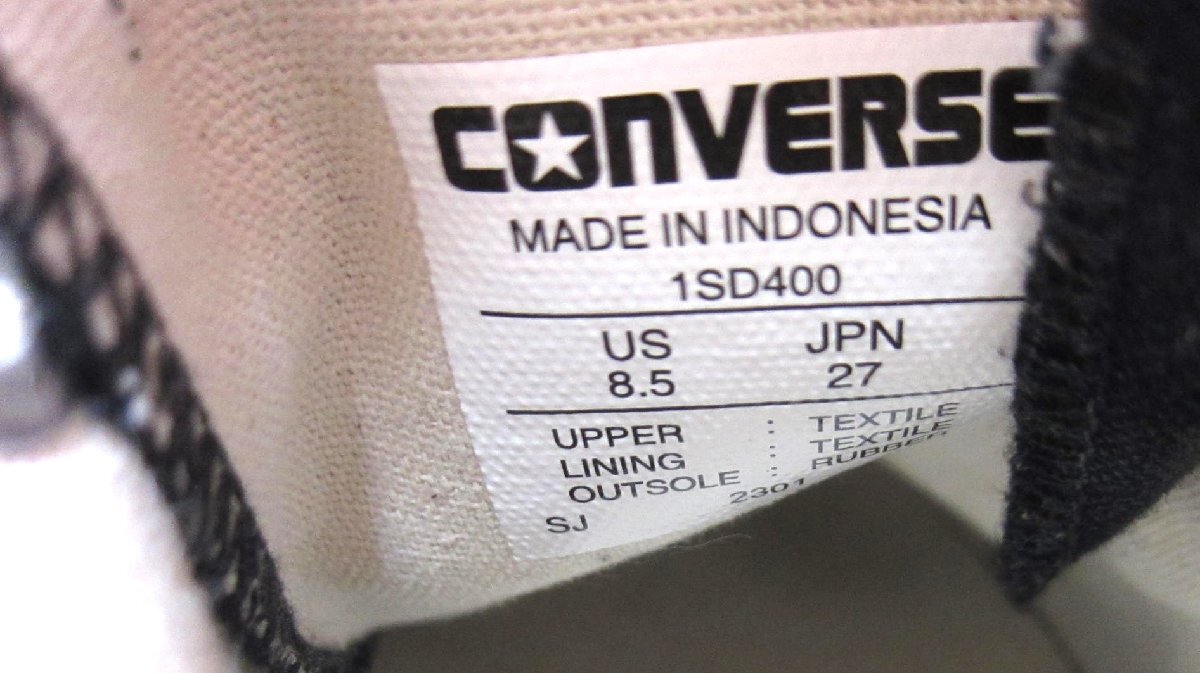 CONVERSE
MADE IN INDONESIA
1SD400
US JPN
8.5 27
UPPER : TEXTILE
LINING : TEXTILE
OUTSOLE : RUBBER
SJ 2301